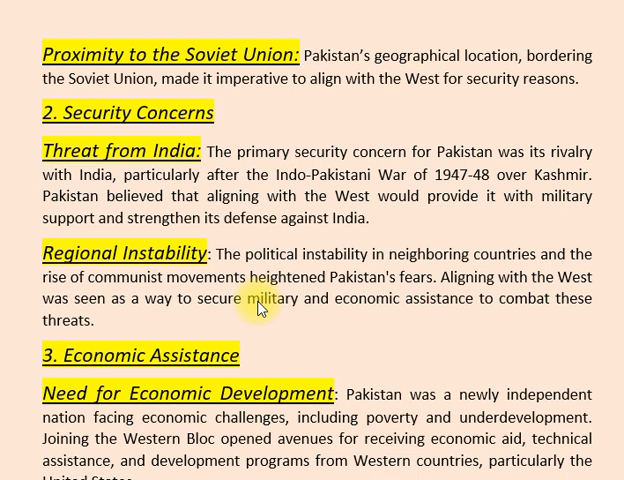 Proximity to the Soviet Union: Pakistan’s geographical location, bordering
the Soviet Union, made it imperative to align with the West for security reasons.
2. Security Concerns
Threat from India: The primary security concern for Pakistan was its rivalry
with India, particularly after the Indo-Pakistani War of 1947-48 over Kashmir.
Pakistan believed that aligning with the West would provide it with military
support and strengthen its defense against India.
Regional Instability: The political instability in neighboring countries and the
rise of communist movements heightened Pakistan's fears. Aligning with the West
was seen as a way to secure military and economic assistance to combat these
threats.
3. Economic Assistance
Need for Economic Development: Pakistan was a newly independent
nation facing economic challenges, including poverty and underdevelopment.
Joining the Western Bloc opened avenues for receiving economic aid, technical
assistance, and development programs from Western countries, particularly the
United States.